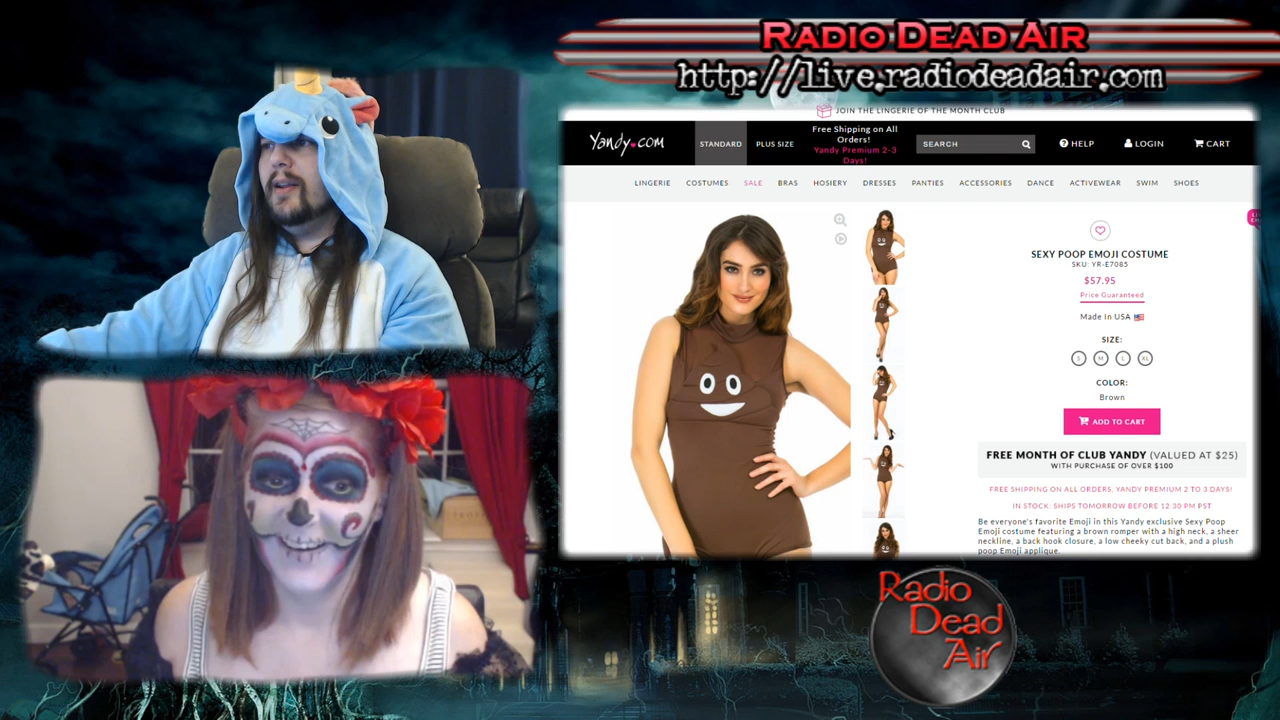 RADIO DEAD AIR
http://live.radiodeadair.com
JOIN THE LINGERIE OF THE MONTH CLUB
Yandy.com
STANDARD
PLUS SIZE
Free Shipping on All
Orders!
Yandy Premium 2-3
Days!
SEARCH
HELP
LOGIN
CART
LINGERIE COSTUMES SALE BRAS HOSIERY DRESSES PANTIES ACCESSORIES DANCE ACTIVEWEAR SWIM SHOES
SEXY POOP EMOJI COSTUME
SKU: YR-E7085
$57.95
Price Guaranteed
Made In USA
SIZE:
S M L XL
COLOR:
Brown
ADD TO CART
FREE MONTH OF CLUB YANDY (VALUED AT $25)
WITH PURCHASE OF OVER $100
FREE SHIPPING ON ALL ORDERS, YANDY PREMIUM 2 TO 3 DAYS!
IN STOCK: SHIPS TOMORROW BEFORE 12:30 PM PST
Be everyone's favorite Emoji in this Yandy exclusive Sexy Poop
Emoji costume featuring a brown romper with a high neck, a sheer
neckline, a back hook closure, a low cheeky cut back, and a plush
poop Emoji applique.
Radio
Dead
Air